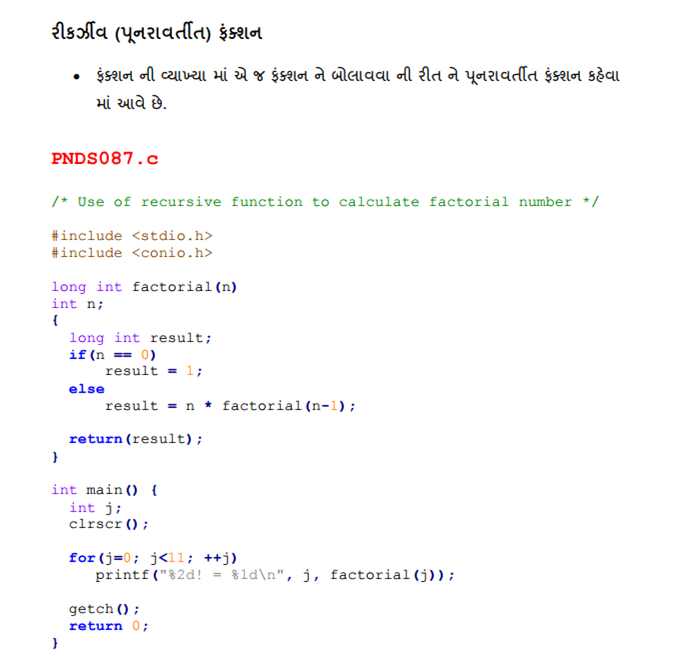 રીકર્ઝીવ (પૂનરાવર્તીત) ફંક્શન
• ફંક્શન ની વ્યાખ્યા માં એ જ ફંક્શન ને બોલાવવા ની રીત ને પૂનરાવર્તીત ફંક્શન કહેવા
માં આવે છે.
PNDS087.c
/* Use of recursive function to calculate factorial number */
#include <stdio.h>
#include <conio.h>
long int factorial(n)
int n;
{
long int result;
if(n == 0)
result = 1;
else
result = n * factorial(n-1);
return(result);
}
int main() {
int j;
clrscr();
for(j=0; j<11; ++j)
printf("%2d! = %ld\n", j, factorial(j));
getch();
return 0;
}